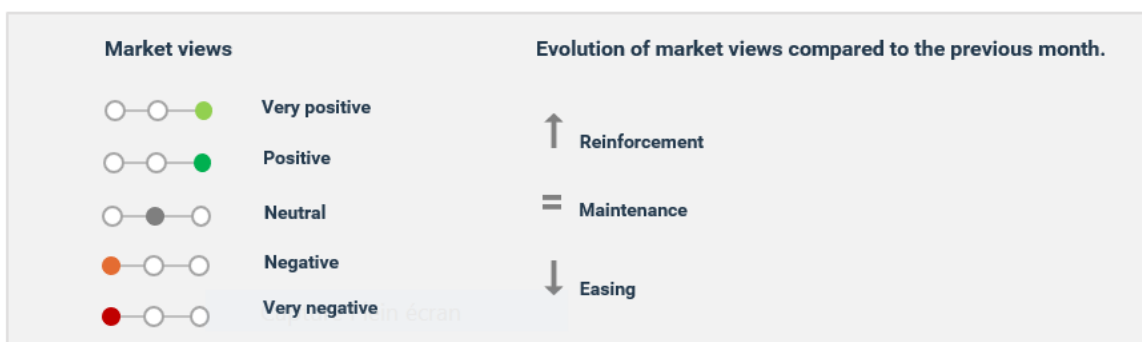 Market views
Evolution of market views compared to the previous month.
Very positive
Positive
Neutral
Negative
Very negative
Reinforcement
= Maintenance
Easing